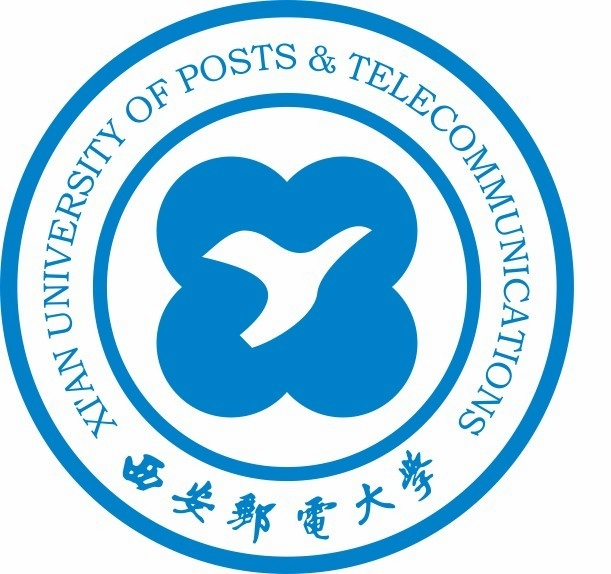 XI'AN UNIVERSITY OF POSTS & TELECOMMUNICATIONS
西安郵電大学